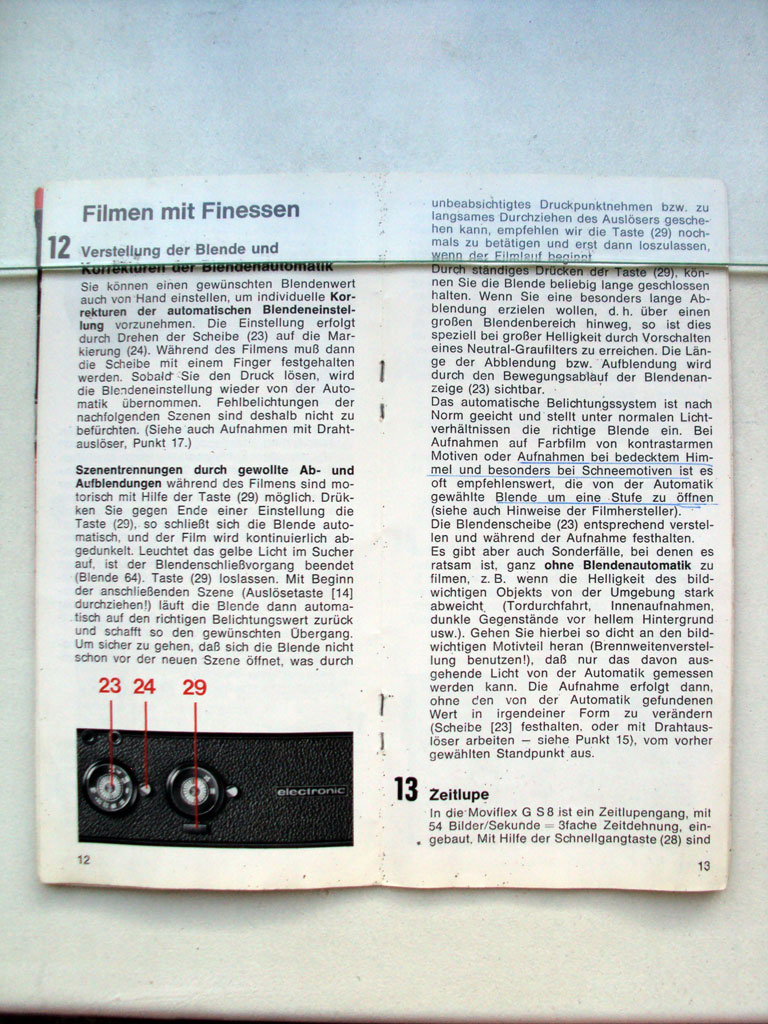 Filmen mit Finessen
12 Verstellung der Blende und
Korrekturen der Blendenautomatik
Sie können einen gewünschten Blendenwert
auch von Hand einstellen, um individuelle Kor-
rekturen der automatischen Blendeneinstel-
lung vorzunehmen. Die Einstellung erfolgt
durch Drehen der Scheibe (23) auf die Mar-
kierung (24). Während des Filmens muß dann
die Scheibe mit einem Finger festgehalten
werden. Sobald Sie den Druck lösen, wird
die Blendeneinstellung wieder von der Auto-
matik übernommen. Fehlbelichtungen der
nachfolgenden Szenen sind deshalb nicht zu
befürchten. (Siehe auch Aufnahmen mit Draht-
auslöser, Punkt 17.)
Szenentrennungen durch gewollte Ab- und
Aufblendungen während des Filmens sind mo-
torisch mit Hilfe der Taste (29) möglich. Drük-
ken Sie gegen Ende einer Einstellung die
Taste (29), so schließt sich die Blende auto-
matisch, und der Film wird kontinuierlich ab-
gedunkelt. Leuchtet das gelbe Licht im Sucher
auf, ist der Blendenschließvorgang beendet
(Blende 64). Taste (29) loslassen. Mit Beginn
der anschließenden Szene (Auslösetaste [14]
durchziehen!) läuft die Blende dann automa-
tisch auf den richtigen Belichtungswert zurück
und schafft so den gewünschten Übergang.
Um sicher zu gehen, daß sich die Blende nicht
schon vor der neuen Szene öffnet, was durch
23 24 29
electronic
12
unbeabsichtigtes Druckpunktnehmen bzw. zu
langsames Durchziehen des Auslösers gesche-
hen kann, empfehlen wir die Taste (29) noch-
mals zu betätigen und erst dann loszulassen,
wenn der Filmlauf beginnt.
Durch ständiges Drücken der Taste (29), kön-
nen Sie die Blende beliebig lange geschlossen
halten. Wenn Sie eine besonders lange Ab-
blendung erzielen wollen, d. h. über einen
großen Blendenbereich hinweg, so ist dies
speziell bei großer Helligkeit durch Vorschalten
eines Neutral-Graufilters zu erreichen. Die Län-
ge der Abblendung bzw. Aufblendung wird
durch den Bewegungsablauf der Blendenan-
zeige (23) sichtbar.
Das automatische Belichtungssystem ist nach
Norm geeicht und stellt unter normalen Licht-
verhältnissen die richtige Blende ein. Bei
Aufnahmen auf Farbfilm von kontrastarmen
Motiven oder Aufnahmen bei bedecktem Him-
mel und besonders bei Schneemotiven ist es
oft empfehlenswert, die von der Automatik
gewählte Blende um eine Stufe zu öffnen
(siehe auch Hinweise der Filmhersteller).
Die Blendenscheibe (23) entsprechend verstel-
len und während der Aufnahme festhalten.
Es gibt aber auch Sonderfälle, bei denen es
ratsam ist, ganz ohne Blendenautomatik zu
filmen, z. B. wenn die Helligkeit des bild-
wichtigen Objekts von der Umgebung stark
abweicht (Tordurchfahrt, Innenaufnahmen,
dunkle Gegenstände vor hellem Hintergrund
usw.). Gehen Sie hierbei so dicht an den bild-
wichtigen Motivteil heran (Brennweitenverstel-
lung benutzen!), daß nur das davon aus-
gehende Licht von der Automatik gemessen
werden kann. Die Aufnahme erfolgt dann,
ohne den von der Automatik gefundenen
Wert in irgendeiner Form zu verändern
(Scheibe [23] festhalten, oder mit Drahtaus-
löser arbeiten – siehe Punkt 15), vom vorher
gewählten Standpunkt aus.
13 Zeitlupe
In die Moviflex G S 8 ist ein Zeitlupengang, mit
54 Bilder/Sekunde = 3fache Zeitdehnung, ein-
gebaut. Mit Hilfe der Schnellgangtaste (28) sind
13